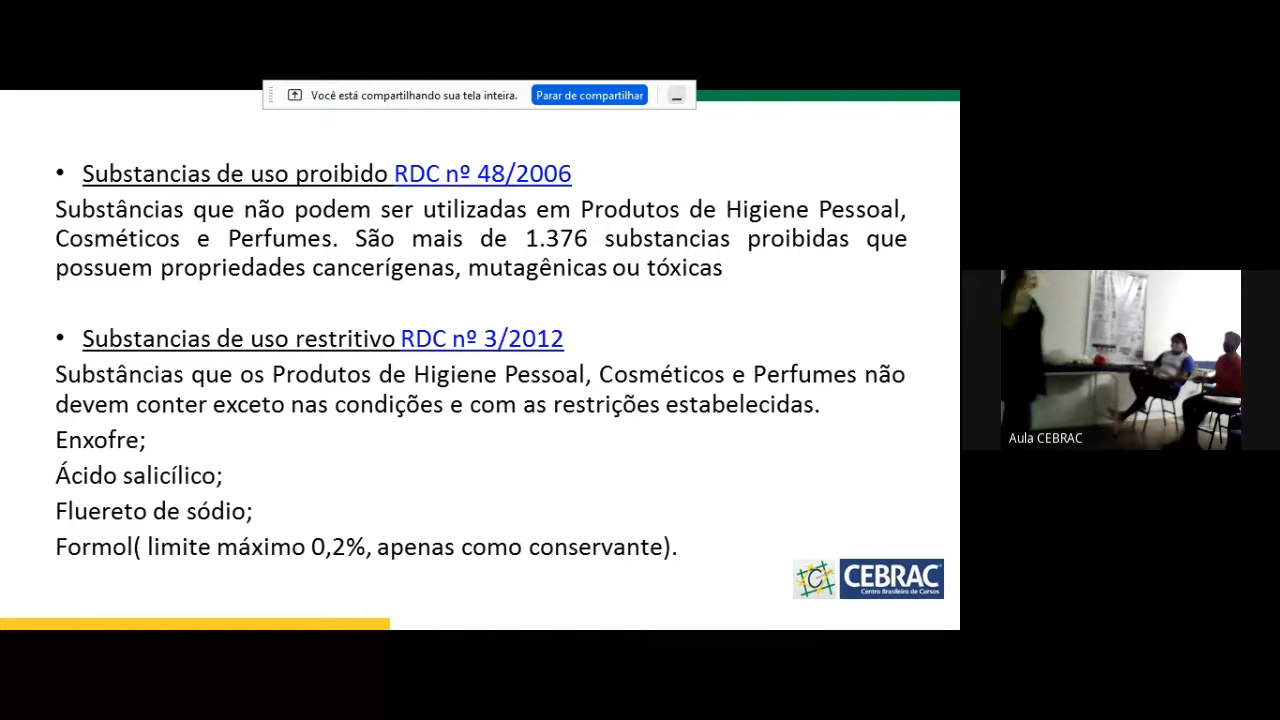 Você está compartilhando sua tela inteira. Parar de compartilhar
• Substancias de uso proibido RDC nº 48/2006
Substâncias que não podem ser utilizadas em Produtos de Higiene Pessoal,
Cosméticos e Perfumes. São mais de 1.376 substancias proibidas que
possuem propriedades cancerígenas, mutagênicas ou tóxicas
• Substancias de uso restritivo RDC nº 3/2012
Substâncias que os Produtos de Higiene Pessoal, Cosméticos e Perfumes não
devem conter exceto nas condições e com as restrições estabelecidas.
Enxofre;
Ácido salicílico;
Fluereto de sódio;
Formol( limite máximo 0,2%, apenas como conservante).
CEBRAC
Centro Brasileiro de Cursos
Aula CEBRAC